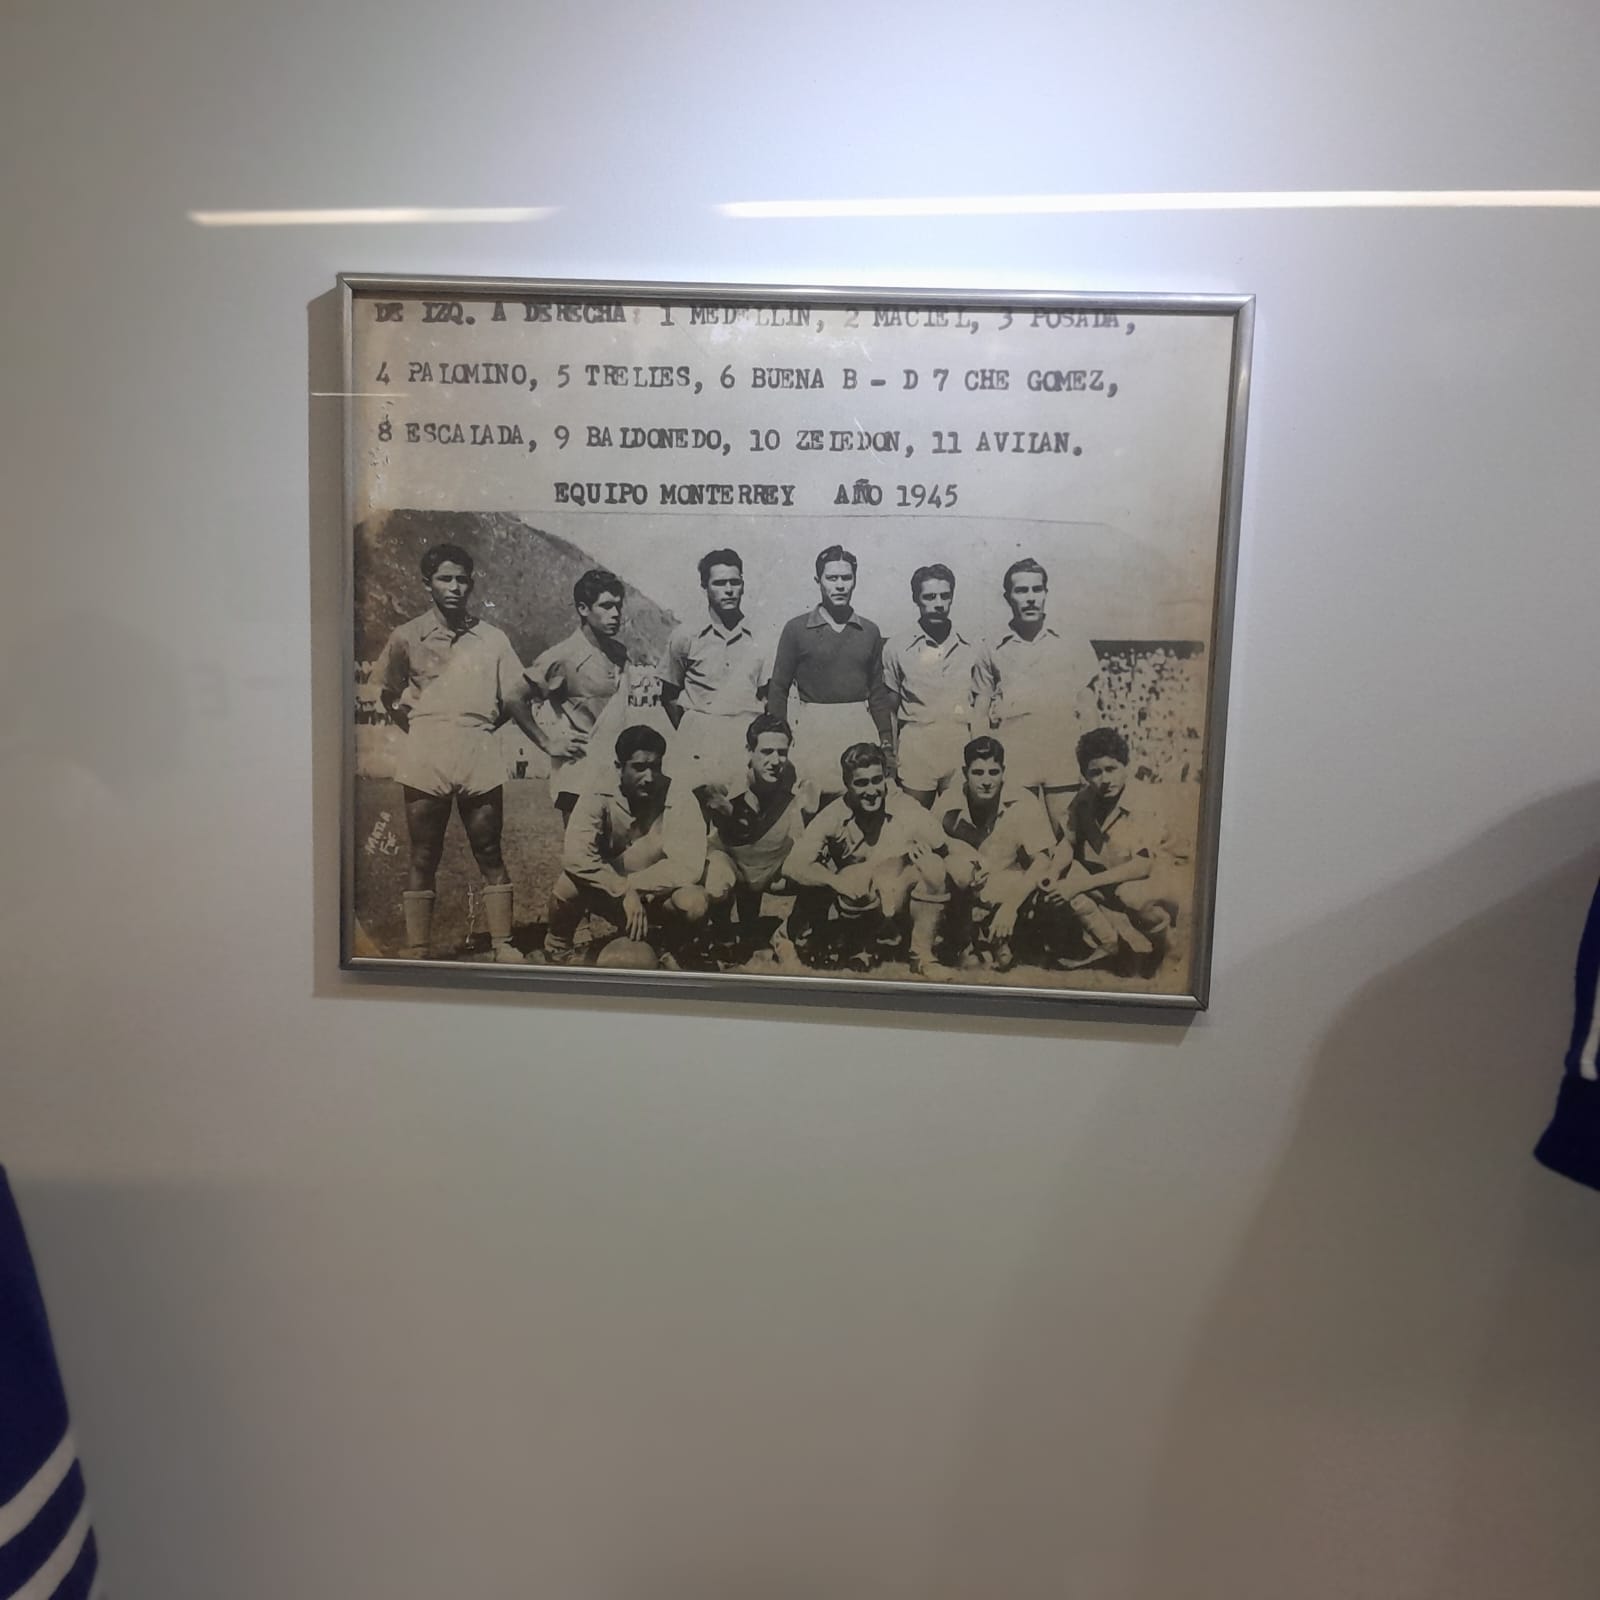 DE IZQ. A DERECHA: 1 MEDELLIN, 2 MACIEL, 3 POSADA,
4 PALOMINO, 5 TRELLES, 6 BUENA B - D 7 CHE GOMEZ,
8 ESCALADA, 9 BALDONEDO, 10 ZELEDON, 11 AVILAN.
EQUIPO MONTERREY AÑO 1945